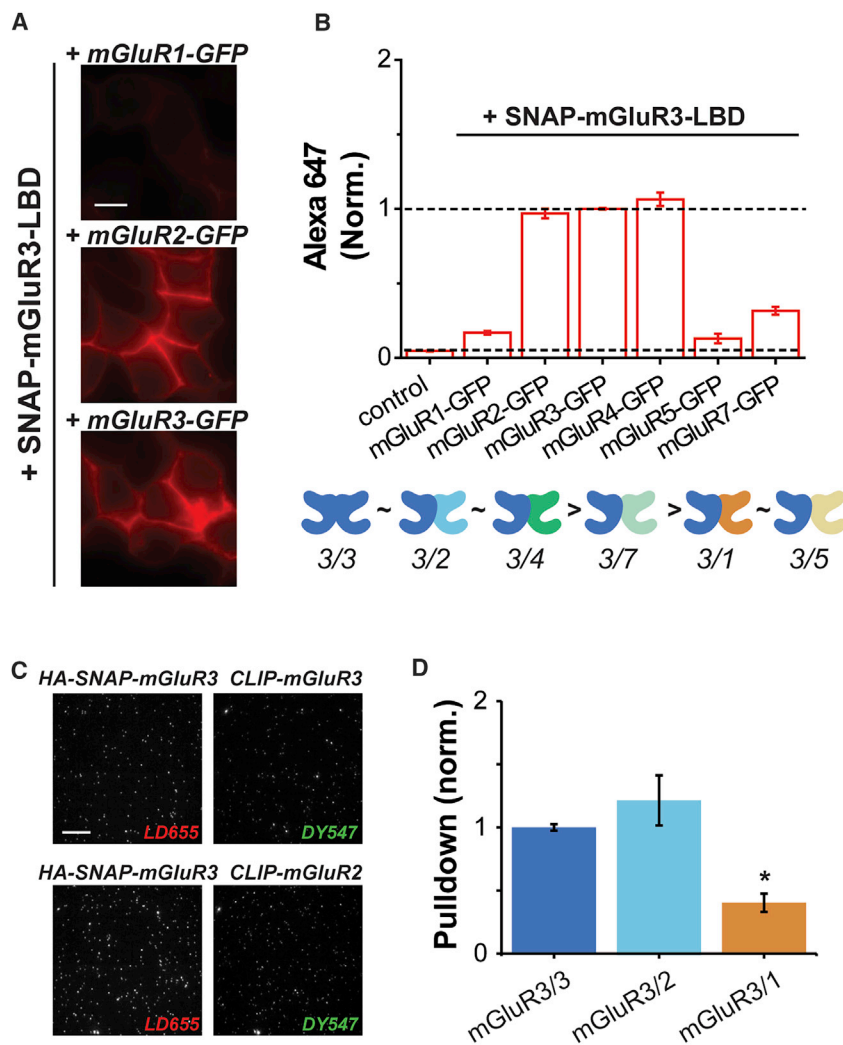 A
+ SNAP-mGluR3-LBD
+ mGluR1-GFP
+ mGluR2-GFP
+ mGluR3-GFP
B
+ SNAP-mGluR3-LBD
Alexa 647
(Norm.)
2
1
0
control
mGluR1-GFP
mGluR2-GFP
mGluR3-GFP
mGluR4-GFP
mGluR5-GFP
mGluR7-GFP
~ ~ > > ~
3/3 3/2 3/4 3/7 3/1 3/5
C
HA-SNAP-mGluR3 CLIP-mGluR3
LD655 DY547
HA-SNAP-mGluR3 CLIP-mGluR2
LD655 DY547
D
Pulldown (norm.)
2
1
0
*
mGluR3/3
mGluR3/2
mGluR3/1